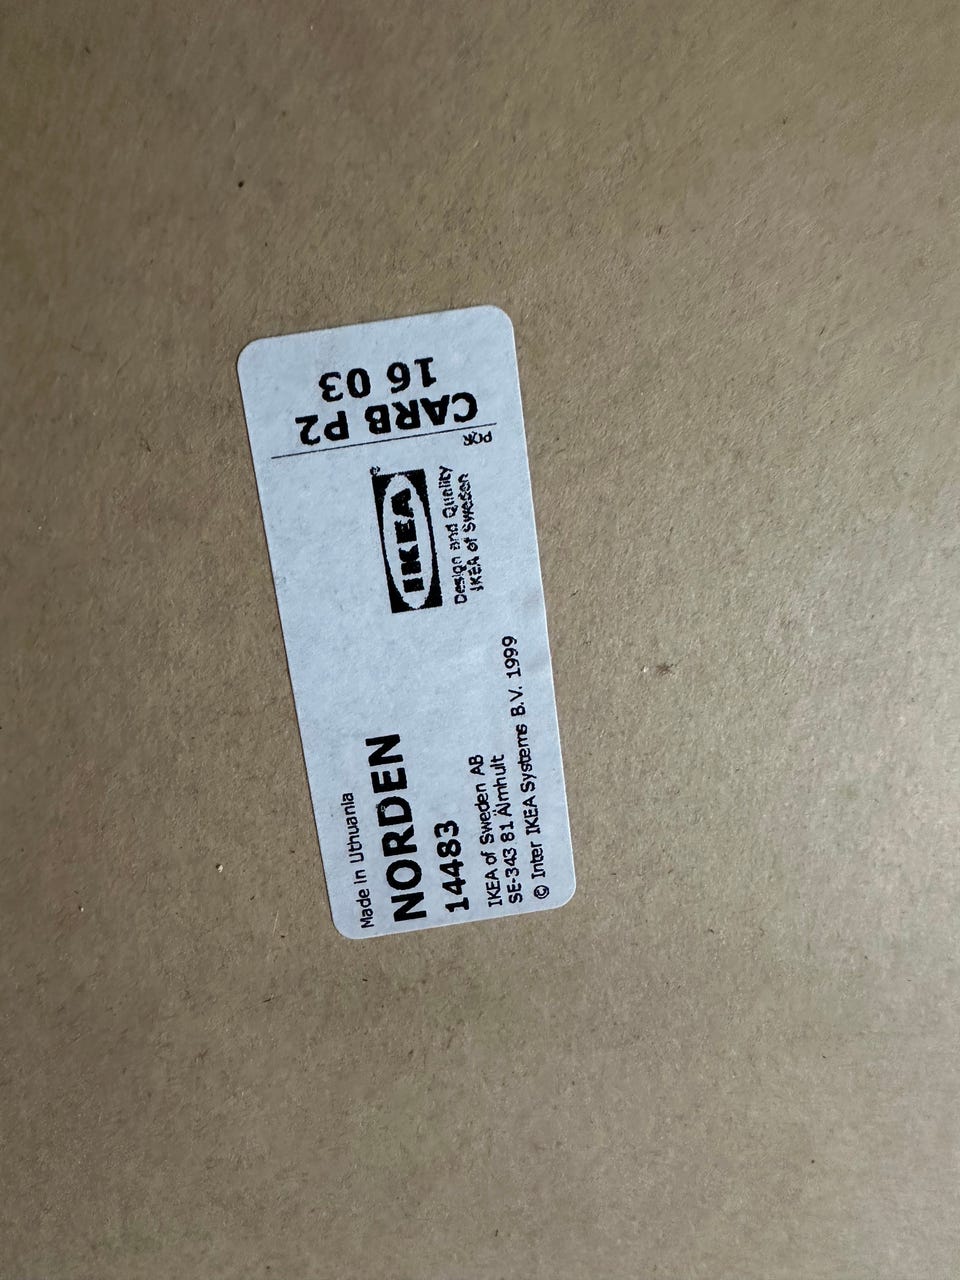 Made in Lithuania
NORDEN
14483
IKEA of Sweden AB
SE-343 81 Älmhult
© Inter IKEA Systems B.V. 1999
IKEA®
Design and Quality
IKEA of Sweden
CARB P2
16 03